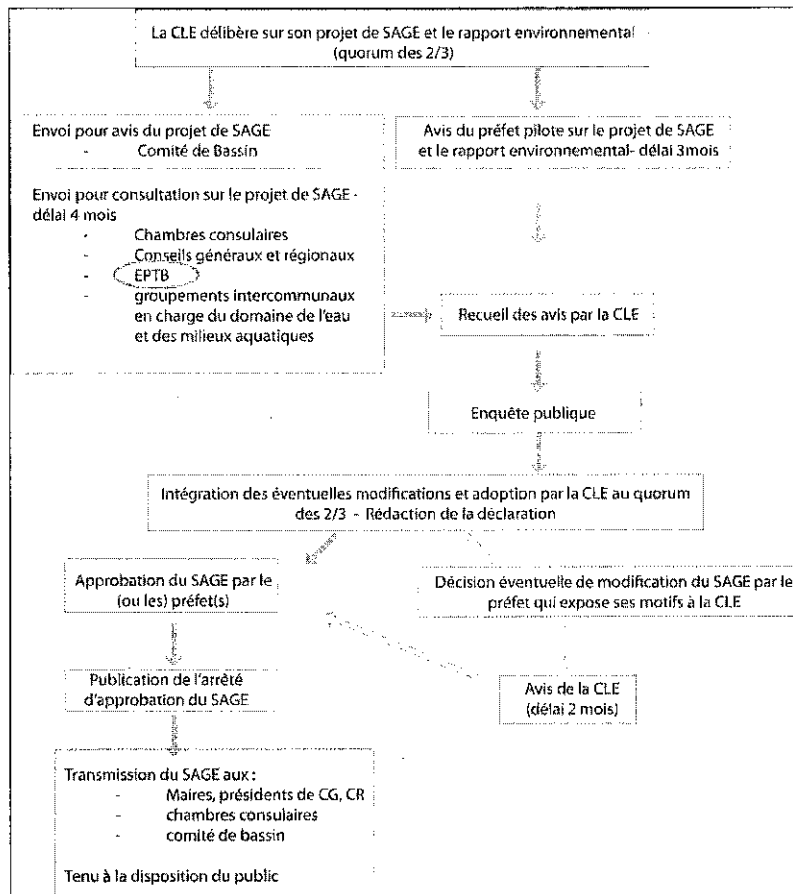 La CLE délibère sur son projet de SAGE et le rapport environnemental
(quorum des 2/3)
Envoi pour avis du projet de SAGE
- Comité de Bassin
Envoi pour consultation sur le projet de SAGE -
délai 4 mois
- Chambres consulaires
- Conseils généraux et régionaux
- EPTB
- groupements intercommunaux
en charge du domaine de l'eau
et des milieux aquatiques
Avis du préfet pilote sur le projet de SAGE
et le rapport environnemental- délai 3mois
Recueil des avis par la CLE
Enquête publique
Intégration des éventuelles modifications et adoption par la CLE au quorum
des 2/3 - Rédaction de la déclaration
Approbation du SAGE par le
(ou les) préfet(s)
Décision éventuelle de modification du SAGE par le
préfet qui expose ses motifs à la CLE
Publication de l'arrêté
d'approbation du SAGE
Avis de la CLE
(délai 2 mois)
Transmission du SAGE aux :
- Maires, présidents de CG, CR
- chambres consulaires
- comité de bassin
Tenu à la disposition du public